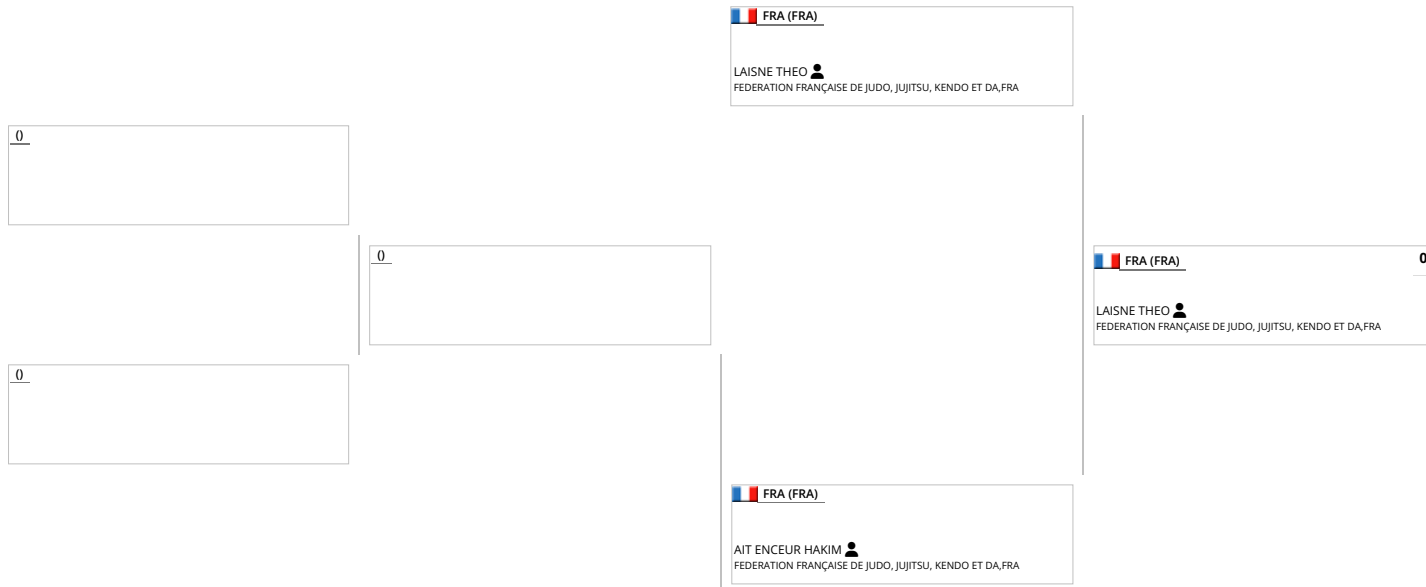 FRA (FRA)
LAISNE THEO
FEDERATION FRANÇAISE DE JUDO, JUJITSU, KENDO ET DA,FRA
()
()
FRA (FRA)
0
LAISNE THEO
FEDERATION FRANÇAISE DE JUDO, JUJITSU, KENDO ET DA,FRA
()
FRA (FRA)
AIT ENCEUR HAKIM
FEDERATION FRANÇAISE DE JUDO, JUJITSU, KENDO ET DA,FRA